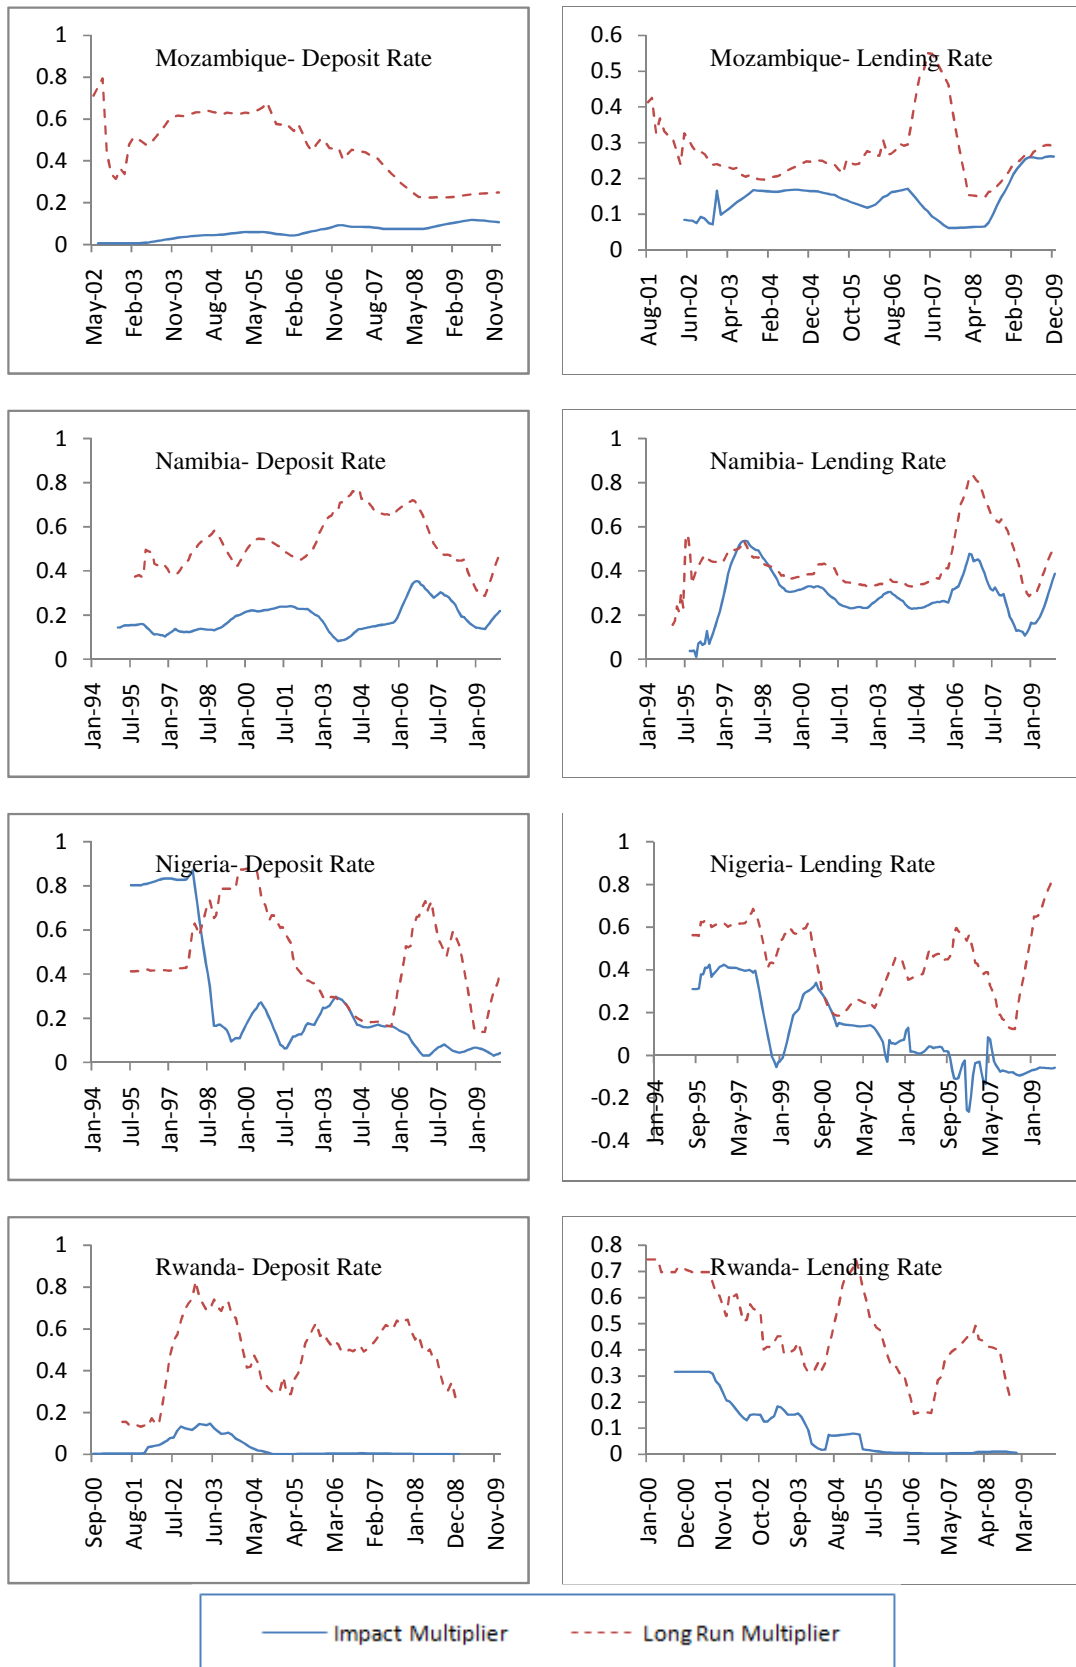 Mozambique- Deposit Rate
1
0.8
0.6
0.4
0.2
0
May-02
Feb-03
Nov-03
Aug-04
May-05
Feb-06
Nov-06
Aug-07
May-08
Feb-09
Nov-09
Mozambique- Lending Rate
0.6
0.5
0.4
0.3
0.2
0.1
0
Aug-01
Jun-02
Apr-03
Feb-04
Dec-04
Oct-05
Aug-06
Jun-07
Apr-08
Feb-09
Dec-09
Namibia- Deposit Rate
1
0.8
0.6
0.4
0.2
0
Jan-94
Jul-95
Jan-97
Jul-98
Jan-00
Jul-01
Jan-03
Jul-04
Jan-06
Jul-07
Jan-09
Namibia- Lending Rate
1
0.8
0.6
0.4
0.2
0
Jan-94
Jul-95
Jan-97
Jul-98
Jan-00
Jul-01
Jan-03
Jul-04
Jan-06
Jul-07
Jan-09
Nigeria- Deposit Rate
1
0.8
0.6
0.4
0.2
0
Jan-94
Jul-95
Jan-97
Jul-98
Jan-00
Jul-01
Jan-03
Jul-04
Jan-06
Jul-07
Jan-09
Nigeria- Lending Rate
1
0.8
0.6
0.4
0.2
0
-0.2
-0.4
Jan-94
Sep-95
May-97
Jan-99
Sep-00
May-02
Jan-04
Sep-05
May-07
Jan-09
Rwanda- Deposit Rate
1
0.8
0.6
0.4
0.2
0
Sep-00
Aug-01
Jul-02
Jun-03
May-04
Apr-05
Mar-06
Feb-07
Jan-08
Dec-08
Nov-09
Rwanda- Lending Rate
0.8
0.7
0.6
0.5
0.4
0.3
0.2
0.1
0
Jan-00
Dec-00
Nov-01
Oct-02
Sep-03
Aug-04
Jul-05
Jun-06
May-07
Apr-08
Mar-09
Impact Multiplier
Long Run Multiplier